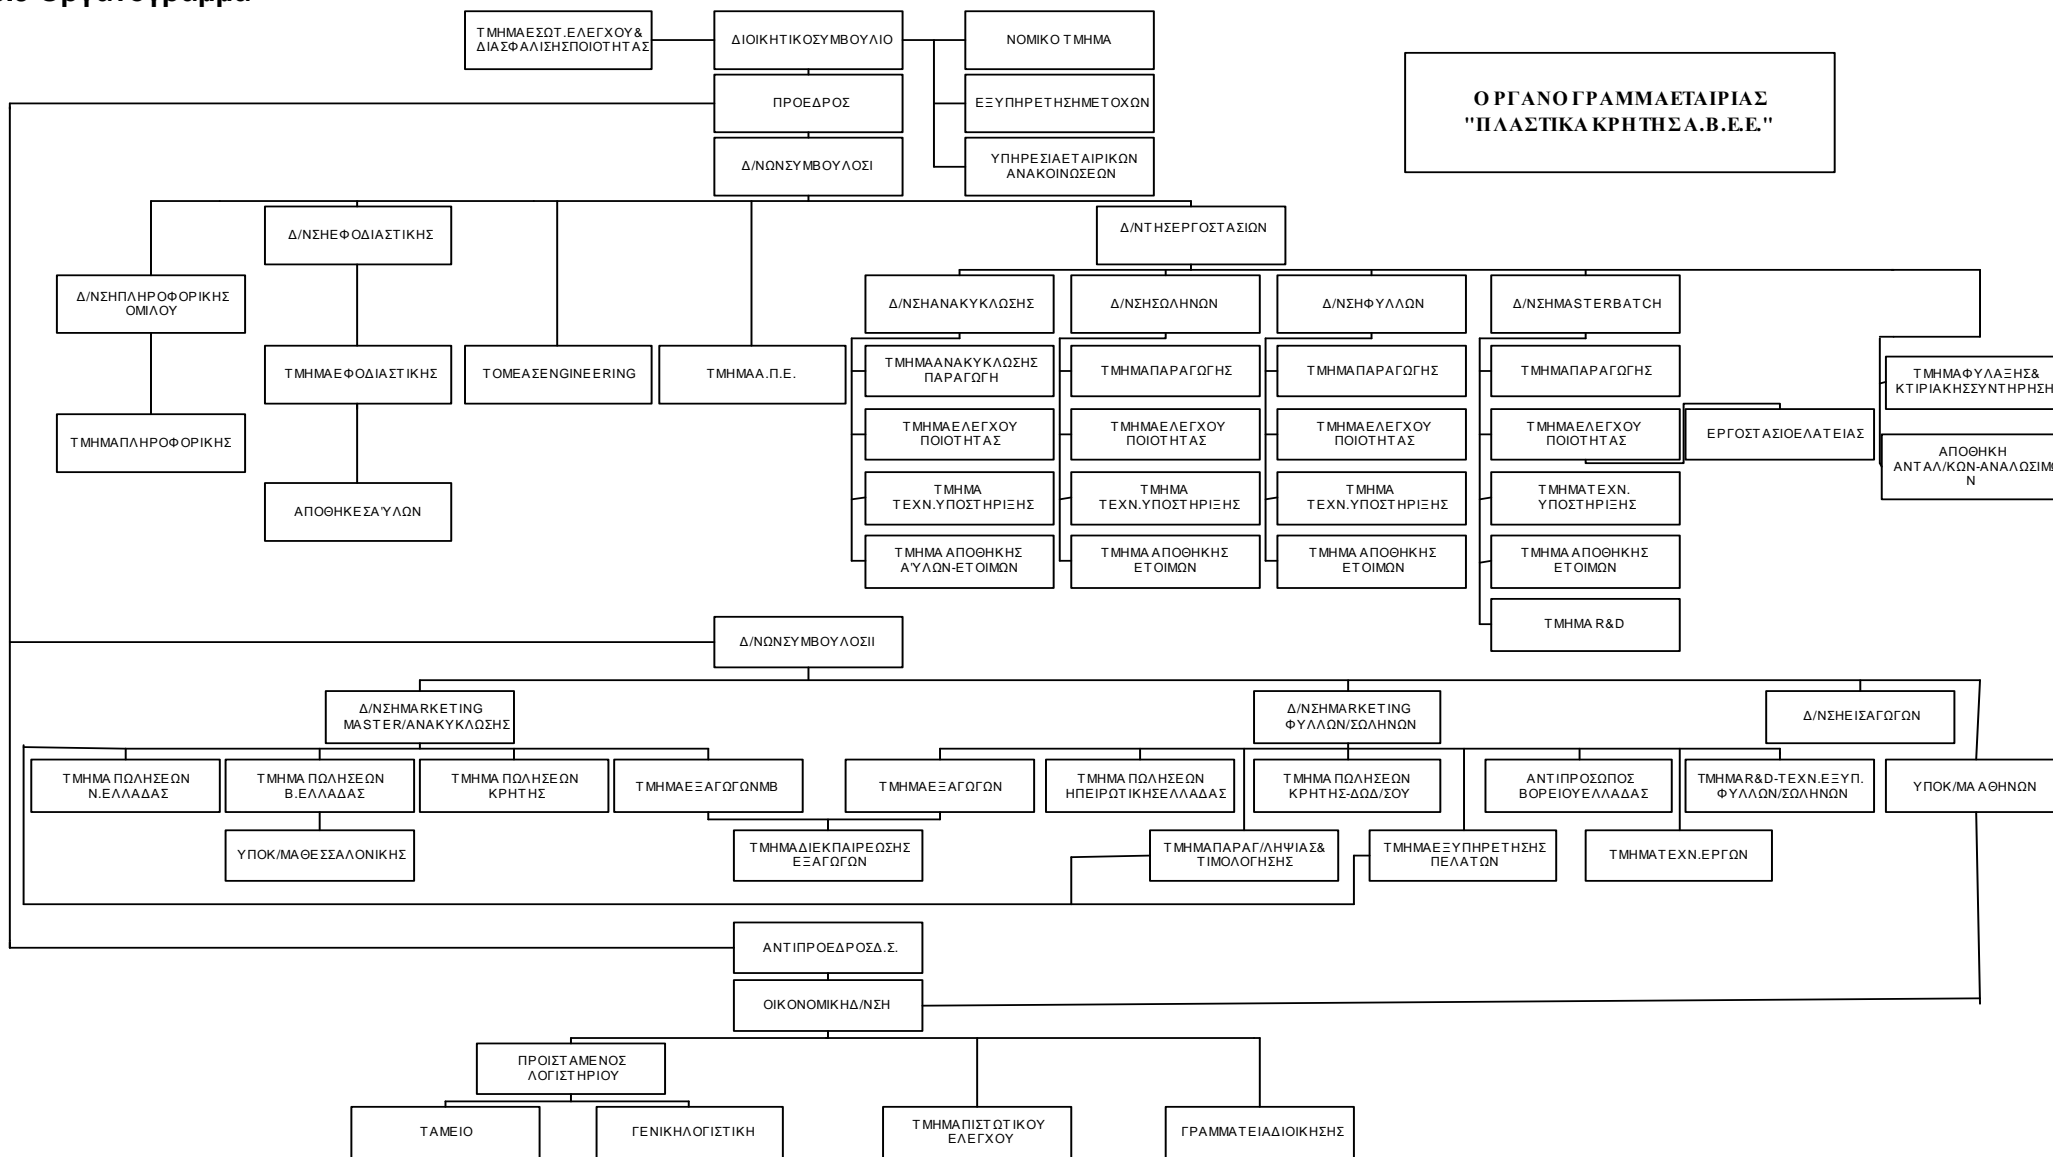 Οργανόγραμμα
ΤΜΗΜΑ ΕΣΩΤ. ΕΛΕΓΧΟΥ &
ΔΙΑΣΦΑΛΙΣΗΣ ΠΟΙΟΤΗΤΑΣ
ΔΙΟΙΚΗΤΙΚΟ ΣΥΜΒΟΥΛΙΟ
ΝΟΜΙΚΟ ΤΜΗΜΑ
ΟΡΓΑΝΟΓΡΑΜΜΑ ΕΤΑΙΡΙΑΣ
"ΠΛΑΣΤΙΚΑ ΚΡΗΤΗΣ Α.Β.Ε.Ε."
ΠΡΟΕΔΡΟΣ
ΕΞΥΠΗΡΕΤΗΣΗ ΜΕΤΟΧΩΝ
Δ/ΝΩΝ ΣΥΜΒΟΥΛΟΣ Ι
ΥΠΗΡΕΣΙΑ ΕΤΑΙΡΙΚΩΝ
ΑΝΑΚΟΙΝΩΣΕΩΝ
Δ/ΝΣΗ ΕΦΟΔΙΑΣΤΙΚΗΣ
Δ/ΝΤΗΣ ΕΡΓΟΣΤΑΣΙΩΝ
Δ/ΝΣΗ ΠΛΗΡΟΦΟΡΙΚΗΣ
ΟΜΙΛΟΥ
Δ/ΝΣΗ ΑΝΑΚΥΚΛΩΣΗΣ
Δ/ΝΣΗ ΣΩΛΗΝΩΝ
Δ/ΝΣΗ ΦΥΛΛΩΝ
Δ/ΝΣΗ MASTERBATCH
ΤΜΗΜΑ ΕΦΟΔΙΑΣΤΙΚΗΣ
ΤΟΜΕΑΣ ENGINEERING
ΤΜΗΜΑ Α.Π.Ε.
ΤΜΗΜΑ ΑΝΑΚΥΚΛΩΣΗΣ
ΠΑΡΑΓΩΓΗ
ΤΜΗΜΑ ΠΑΡΑΓΩΓΗΣ
ΤΜΗΜΑ ΠΑΡΑΓΩΓΗΣ
ΤΜΗΜΑ ΠΑΡΑΓΩΓΗΣ
ΤΜΗΜΑ ΦΥΛΑΞΗΣ &
ΚΤΙΡΙΑΚΗΣ ΣΥΝΤΗΡΗΣΗ
ΤΜΗΜΑ ΠΛΗΡΟΦΟΡΙΚΗΣ
ΤΜΗΜΑ ΕΛΕΓΧΟΥ
ΠΟΙΟΤΗΤΑΣ
ΤΜΗΜΑ ΕΛΕΓΧΟΥ
ΠΟΙΟΤΗΤΑΣ
ΤΜΗΜΑ ΕΛΕΓΧΟΥ
ΠΟΙΟΤΗΤΑΣ
ΤΜΗΜΑ ΕΛΕΓΧΟΥ
ΠΟΙΟΤΗΤΑΣ
ΕΡΓΟΣΤΑΣΙΟ ΕΛΑΤΕΙΑΣ
ΑΠΟΘΗΚΗ
ΑΝΤΑΛ/ΚΩΝ-ΑΝΑΛΩΣΙΜΩ
Ν
ΑΠΟΘΗΚΕΣ Α'ΥΛΩΝ
ΤΜΗΜΑ
ΤΕΧΝ. ΥΠΟΣΤΗΡΙΞΗΣ
ΤΜΗΜΑ
ΤΕΧΝ. ΥΠΟΣΤΗΡΙΞΗΣ
ΤΜΗΜΑ
ΤΕΧΝ. ΥΠΟΣΤΗΡΙΞΗΣ
ΤΜΗΜΑ ΤΕΧΝ.
ΥΠΟΣΤΗΡΙΞΗΣ
ΤΜΗΜΑ ΑΠΟΘΗΚΗΣ
Α'ΥΛΩΝ-ΕΤΟΙΜΩΝ
ΤΜΗΜΑ ΑΠΟΘΗΚΗΣ
ΕΤΟΙΜΩΝ
ΤΜΗΜΑ ΑΠΟΘΗΚΗΣ
ΕΤΟΙΜΩΝ
ΤΜΗΜΑ ΑΠΟΘΗΚΗΣ
ΕΤΟΙΜΩΝ
ΤΜΗΜΑ R&D
Δ/ΝΩΝ ΣΥΜΒΟΥΛΟΣ ΙΙ
Δ/ΝΣΗ MARKETING
MASTER/ΑΝΑΚΥΚΛΩΣΗΣ
Δ/ΝΣΗ MARKETING
ΦΥΛΛΩΝ/ΣΩΛΗΝΩΝ
Δ/ΝΣΗ ΕΙΣΑΓΩΓΩΝ
ΤΜΗΜΑ ΠΩΛΗΣΕΩΝ
Ν. ΕΛΛΑΔΑΣ
ΤΜΗΜΑ ΠΩΛΗΣΕΩΝ
Β. ΕΛΛΑΔΑΣ
ΤΜΗΜΑ ΠΩΛΗΣΕΩΝ
ΚΡΗΤΗΣ
ΤΜΗΜΑ ΕΞΑΓΩΓΩΝ MB
ΤΜΗΜΑ ΕΞΑΓΩΓΩΝ
ΤΜΗΜΑ ΠΩΛΗΣΕΩΝ
ΗΠΕΙΡΩΤΙΚΗΣ ΕΛΛΑΔΑΣ
ΤΜΗΜΑ ΠΩΛΗΣΕΩΝ
ΚΡΗΤΗΣ-ΔΩΔ/ΣΟΥ
ΑΝΤΙΠΡΟΣΩΠΟΣ
ΒΟΡΕΙΟΥ ΕΛΛΑΔΑΣ
ΤΜΗΜΑ R&D-ΤΕΧΝ. ΕΞΥΠ.
ΦΥΛΛΩΝ/ΣΩΛΗΝΩΝ
ΥΠΟΚ/ΜΑ ΑΘΗΝΩΝ
ΥΠΟΚ/ΜΑ ΘΕΣΣΑΛΟΝΙΚΗΣ
ΤΜΗΜΑ ΔΙΕΚΠΑΙΡΕΩΣΗΣ
ΕΞΑΓΩΓΩΝ
ΤΜΗΜΑ ΠΑΡΑΓ/ΛΗΨΙΑΣ &
ΤΙΜΟΛΟΓΗΣΗΣ
ΤΜΗΜΑ ΕΞΥΠΗΡΕΤΗΣΗΣ
ΠΕΛΑΤΩΝ
ΤΜΗΜΑ ΤΕΧΝ. ΕΡΓΩΝ
ΑΝΤΙΠΡΟΕΔΡΟΣ Δ.Σ.
ΟΙΚΟΝΟΜΙΚΗ Δ/ΝΣΗ
ΠΡΟΙΣΤΑΜΕΝΟΣ
ΛΟΓΙΣΤΗΡΙΟΥ
ΤΑΜΕΙΟ
ΓΕΝΙΚΗ ΛΟΓΙΣΤΙΚΗ
ΤΜΗΜΑ ΠΙΣΤΩΤΙΚΟΥ
ΕΛΕΓΧΟΥ
ΓΡΑΜΜΑΤΕΙΑ ΔΙΟΙΚΗΣΗΣ